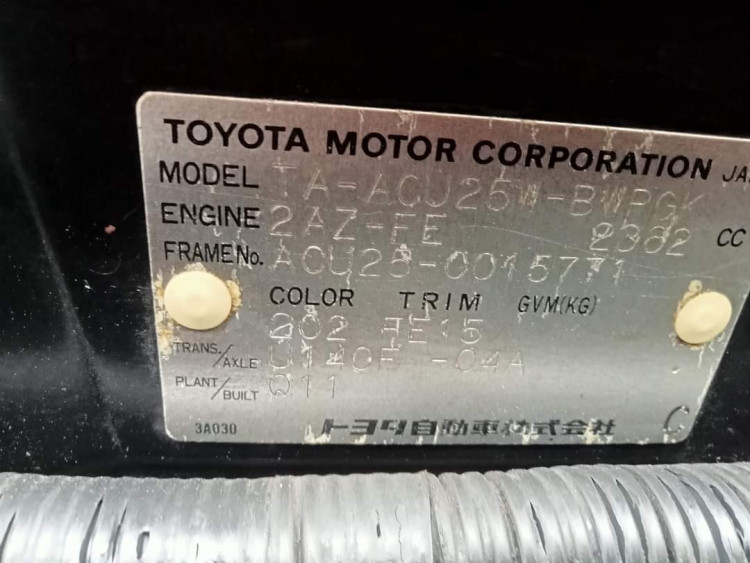 TOYOTA MOTOR CORPORATION JA
MODEL TA-ACU25W-BWPGK
ENGINE 2AZ-FE 2362 CC
FRAME No. ACU25-0015771
COLOR TRIM GVM(KG)
202 FE15
TRANS./AXLE U140F -04A
PLANT/BUILT Q11
3A030 トヨタ自動車株式会社 C